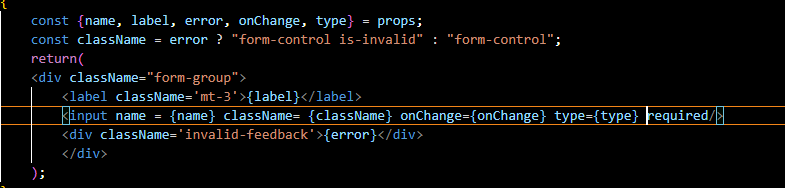 {
const {name, label, error, onChange, type} = props;
const className = error ? "form-control is-invalid" : "form-control";
return(
<div className="form-group">
<label className='mt-3'>{label}</label>
<input name = {name} className= {className} onChange={onChange} type={type} required/>
<div className='invalid-feedback'>{error}</div>
</div>
);